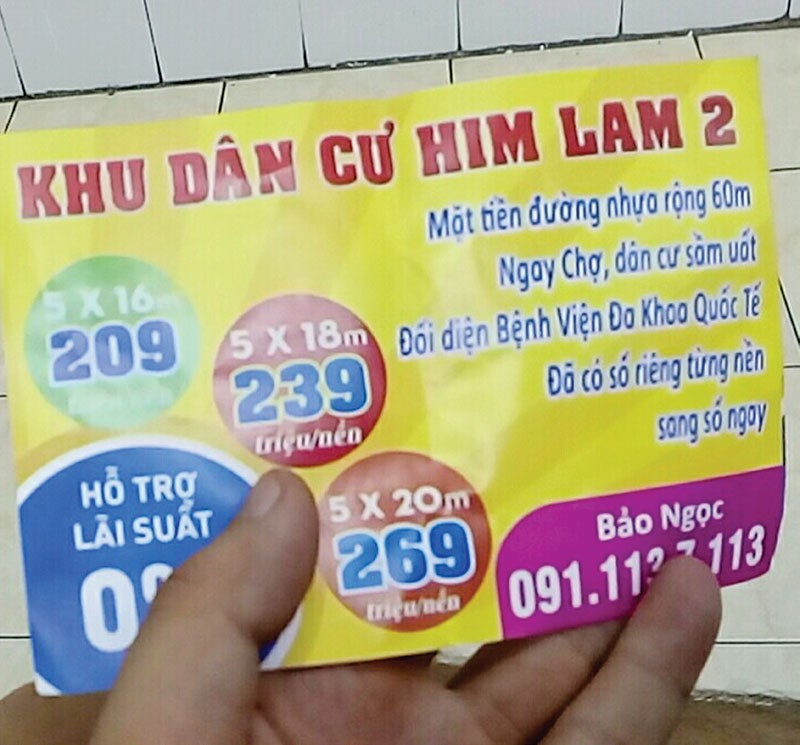 KHU DÂN CƯ HIM LAM 2
Mặt tiền đường nhựa rộng 60m
Ngay Chợ, dân cư sầm uất
Đối diện Bệnh Viện Đa Khoa Quốc Tế
Đã có sổ riêng từng nền
sang sổ ngay
5 X 16m
209
5 X 18m
239
triệu/nền
5 X 20m
269
triệu/nền
HỖ TRỢ
LÃI SUẤT
Bảo Ngọc